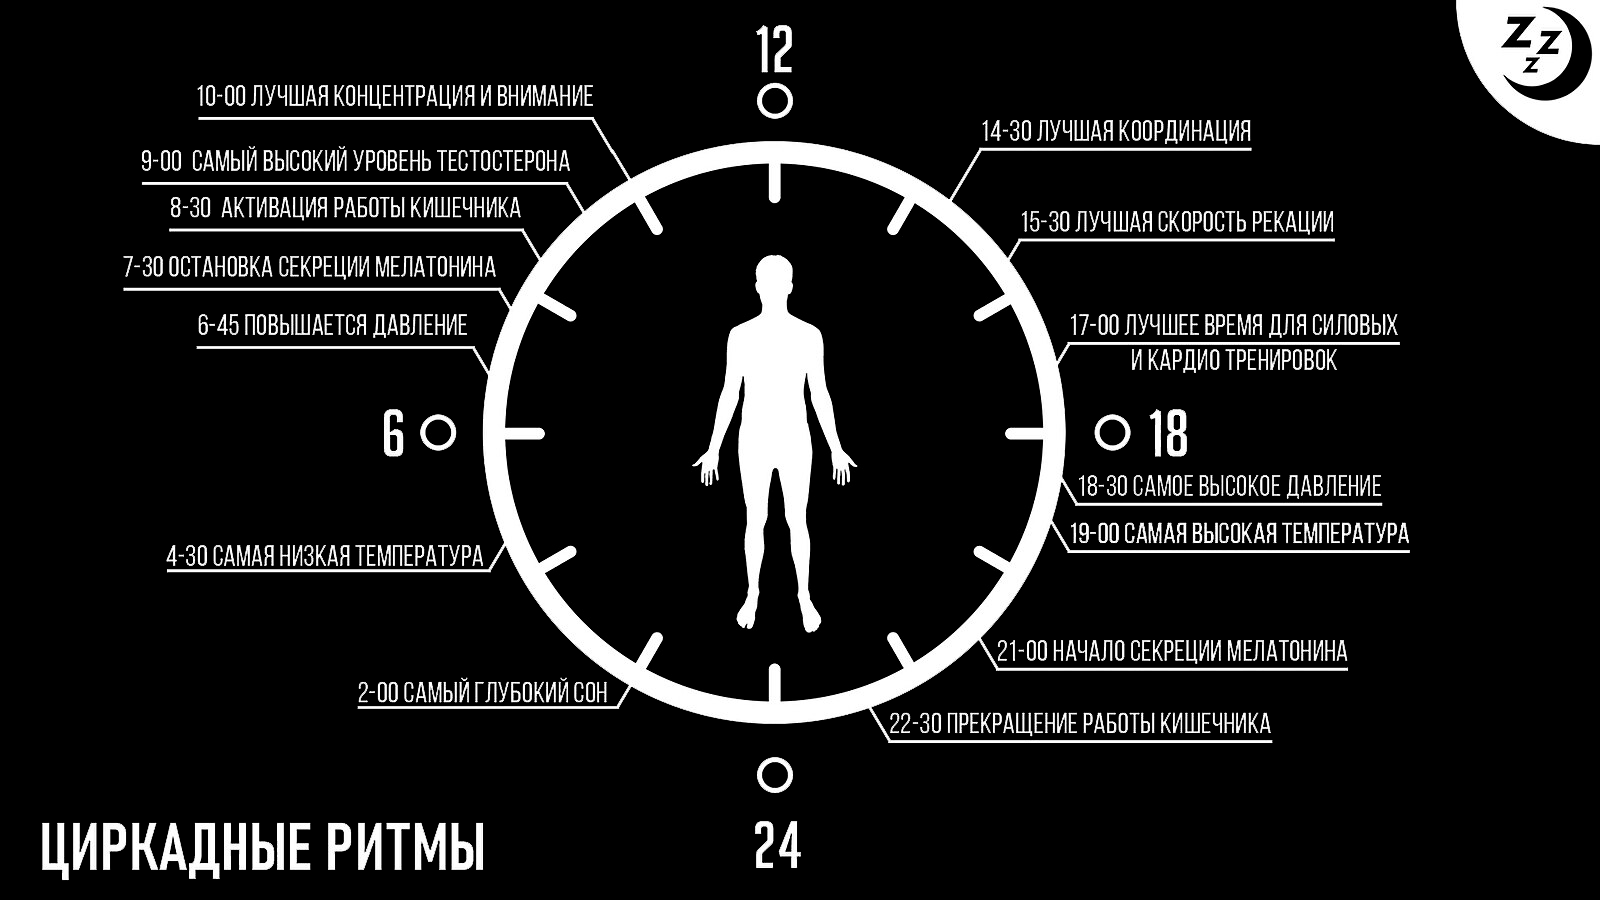 12
10-00 ЛУЧШАЯ КОНЦЕНТРАЦИЯ И ВНИМАНИЕ
9-00 САМЫЙ ВЫСОКИЙ УРОВЕНЬ ТЕСТОСТЕРОНА
8-30 АКТИВАЦИЯ РАБОТЫ КИШЕЧНИКА
7-30 ОСТАНОВКА СЕКРЕЦИИ МЕЛАТОНИНА
6-45 ПОВЫШАЕТСЯ ДАВЛЕНИЕ
6
4-30 САМАЯ НИЗКАЯ ТЕМПЕРАТУРА
2-00 САМЫЙ ГЛУБОКИЙ СОН
14-30 ЛУЧШАЯ КООРДИНАЦИЯ
15-30 ЛУЧШАЯ СКОРОСТЬ РЕКАЦИИ
17-00 ЛУЧШЕЕ ВРЕМЯ ДЛЯ СИЛОВЫХ
И КАРДИО ТРЕНИРОВОК
18
18-30 САМОЕ ВЫСОКОЕ ДАВЛЕНИЕ
19-00 САМАЯ ВЫСОКАЯ ТЕМПЕРАТУРА
21-00 НАЧАЛО СЕКРЕЦИИ МЕЛАТОНИНА
22-30 ПРЕКРАЩЕНИЕ РАБОТЫ КИШЕЧНИКА
24
ЦИРКАДНЫЕ РИТМЫ
Z Z
Z